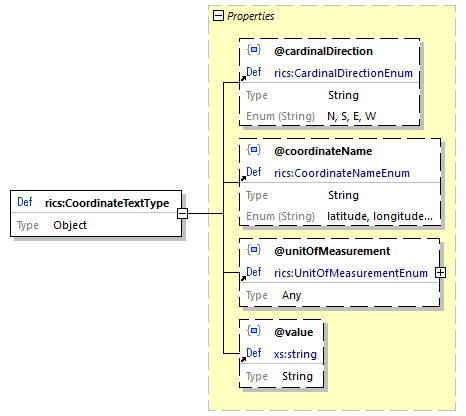 Properties
@cardinalDirection
Def rics:CardinalDirectionEnum
Type String
Enum (String) N, S, E, W
@coordinateName
Def rics:CoordinateNameEnum
Type String
Enum (String) latitude, longitude...
Def rics:CoordinateTextType
Type Object
@unitOfMeasurement
Def rics:UnitOfMeasurementEnum
Type Any
@value
Def xs:string
Type String